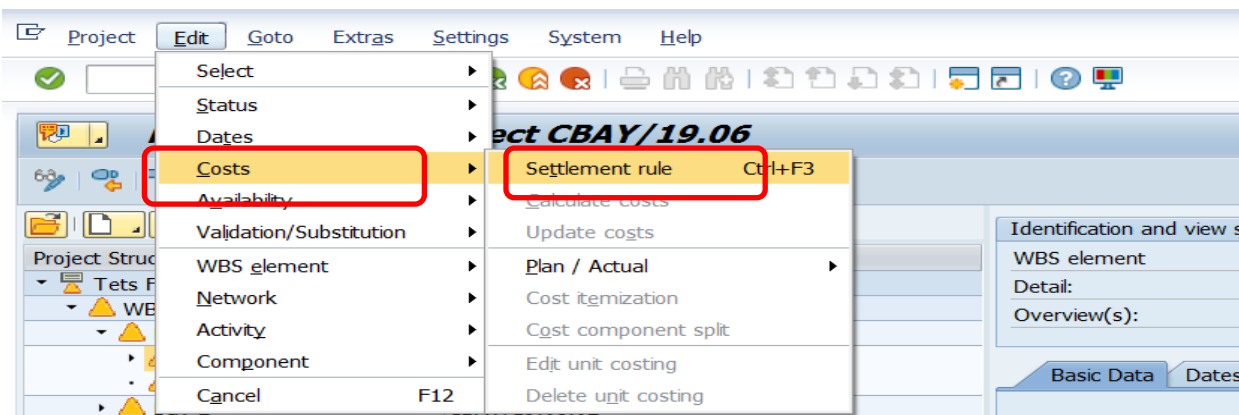 Project Edit Goto Extras Settings System Help
Select
Status
Dates
ect CBAY/19.06
Costs
Settlement rule Ctrl+F3
Availability
Calculate costs
Validation/Substitution
Update costs
Identification and view s
Project Struc
WBS element
Plan / Actual
WBS element
Tets F
Network
Cost itemization
Detail:
WB
Activity
Cost component split
Overview(s):
Component
Edit unit costing
Basic Data Dates
Cancel F12
Delete unit costing